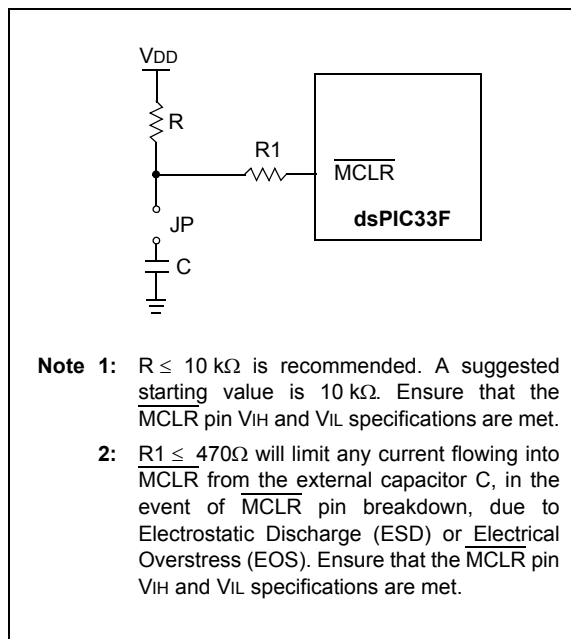 VDD
R
R1
MCLR
dsPIC33F
JP
C
Note 1: R ≤ 10 kΩ is recommended. A suggested
starting value is 10 kΩ. Ensure that the
MCLR pin VIH and VIL specifications are met.
2: R1 ≤ 470Ω will limit any current flowing into
MCLR from the external capacitor C, in the
event of MCLR pin breakdown, due to
Electrostatic Discharge (ESD) or Electrical
Overstress (EOS). Ensure that the MCLR pin
VIH and VIL specifications are met.